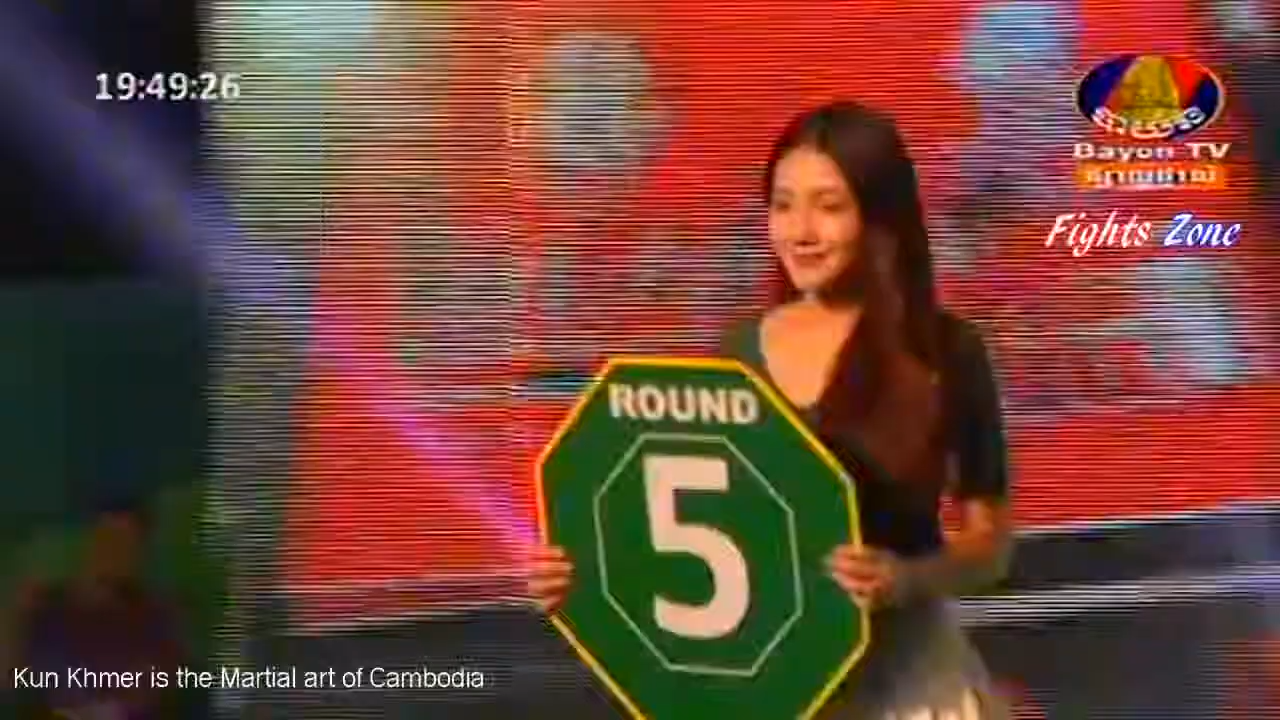 19:49:26
Bayon TV
Fights Zone
ROUND
5
Kun Khmer is the Martial art of Cambodia